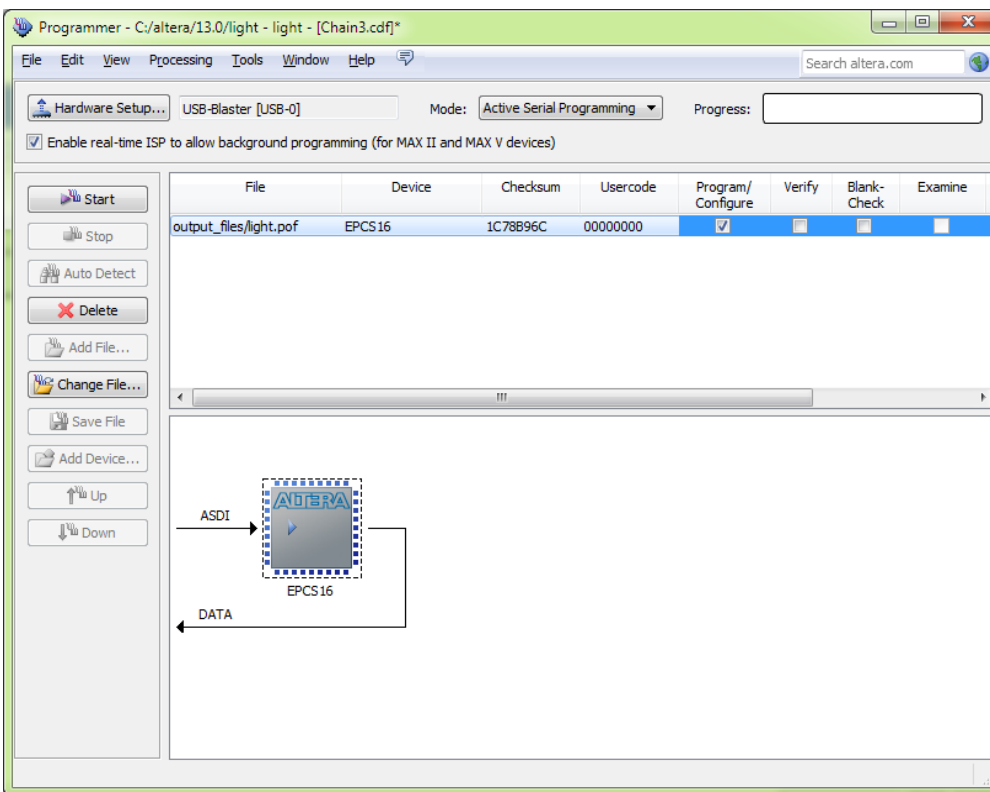 Programmer - C:/altera/13.0/light - light - [Chain3.cdf]*
File Edit View Processing Tools Window Help
Search altera.com
Hardware Setup... USB-Blaster [USB-0] Mode: Active Serial Programming Progress:
Enable real-time ISP to allow background programming (for MAX II and MAX V devices)
Start
Stop
Auto Detect
Delete
Add File...
Change File...
Save File
Add Device...
Up
Down
File Device Checksum Usercode Program/ Verify Blank- Examine
Configure Check
output_files/light.pof EPCS16 1C78B96C 00000000
ALTERA
ASDI
EPCS16
DATA